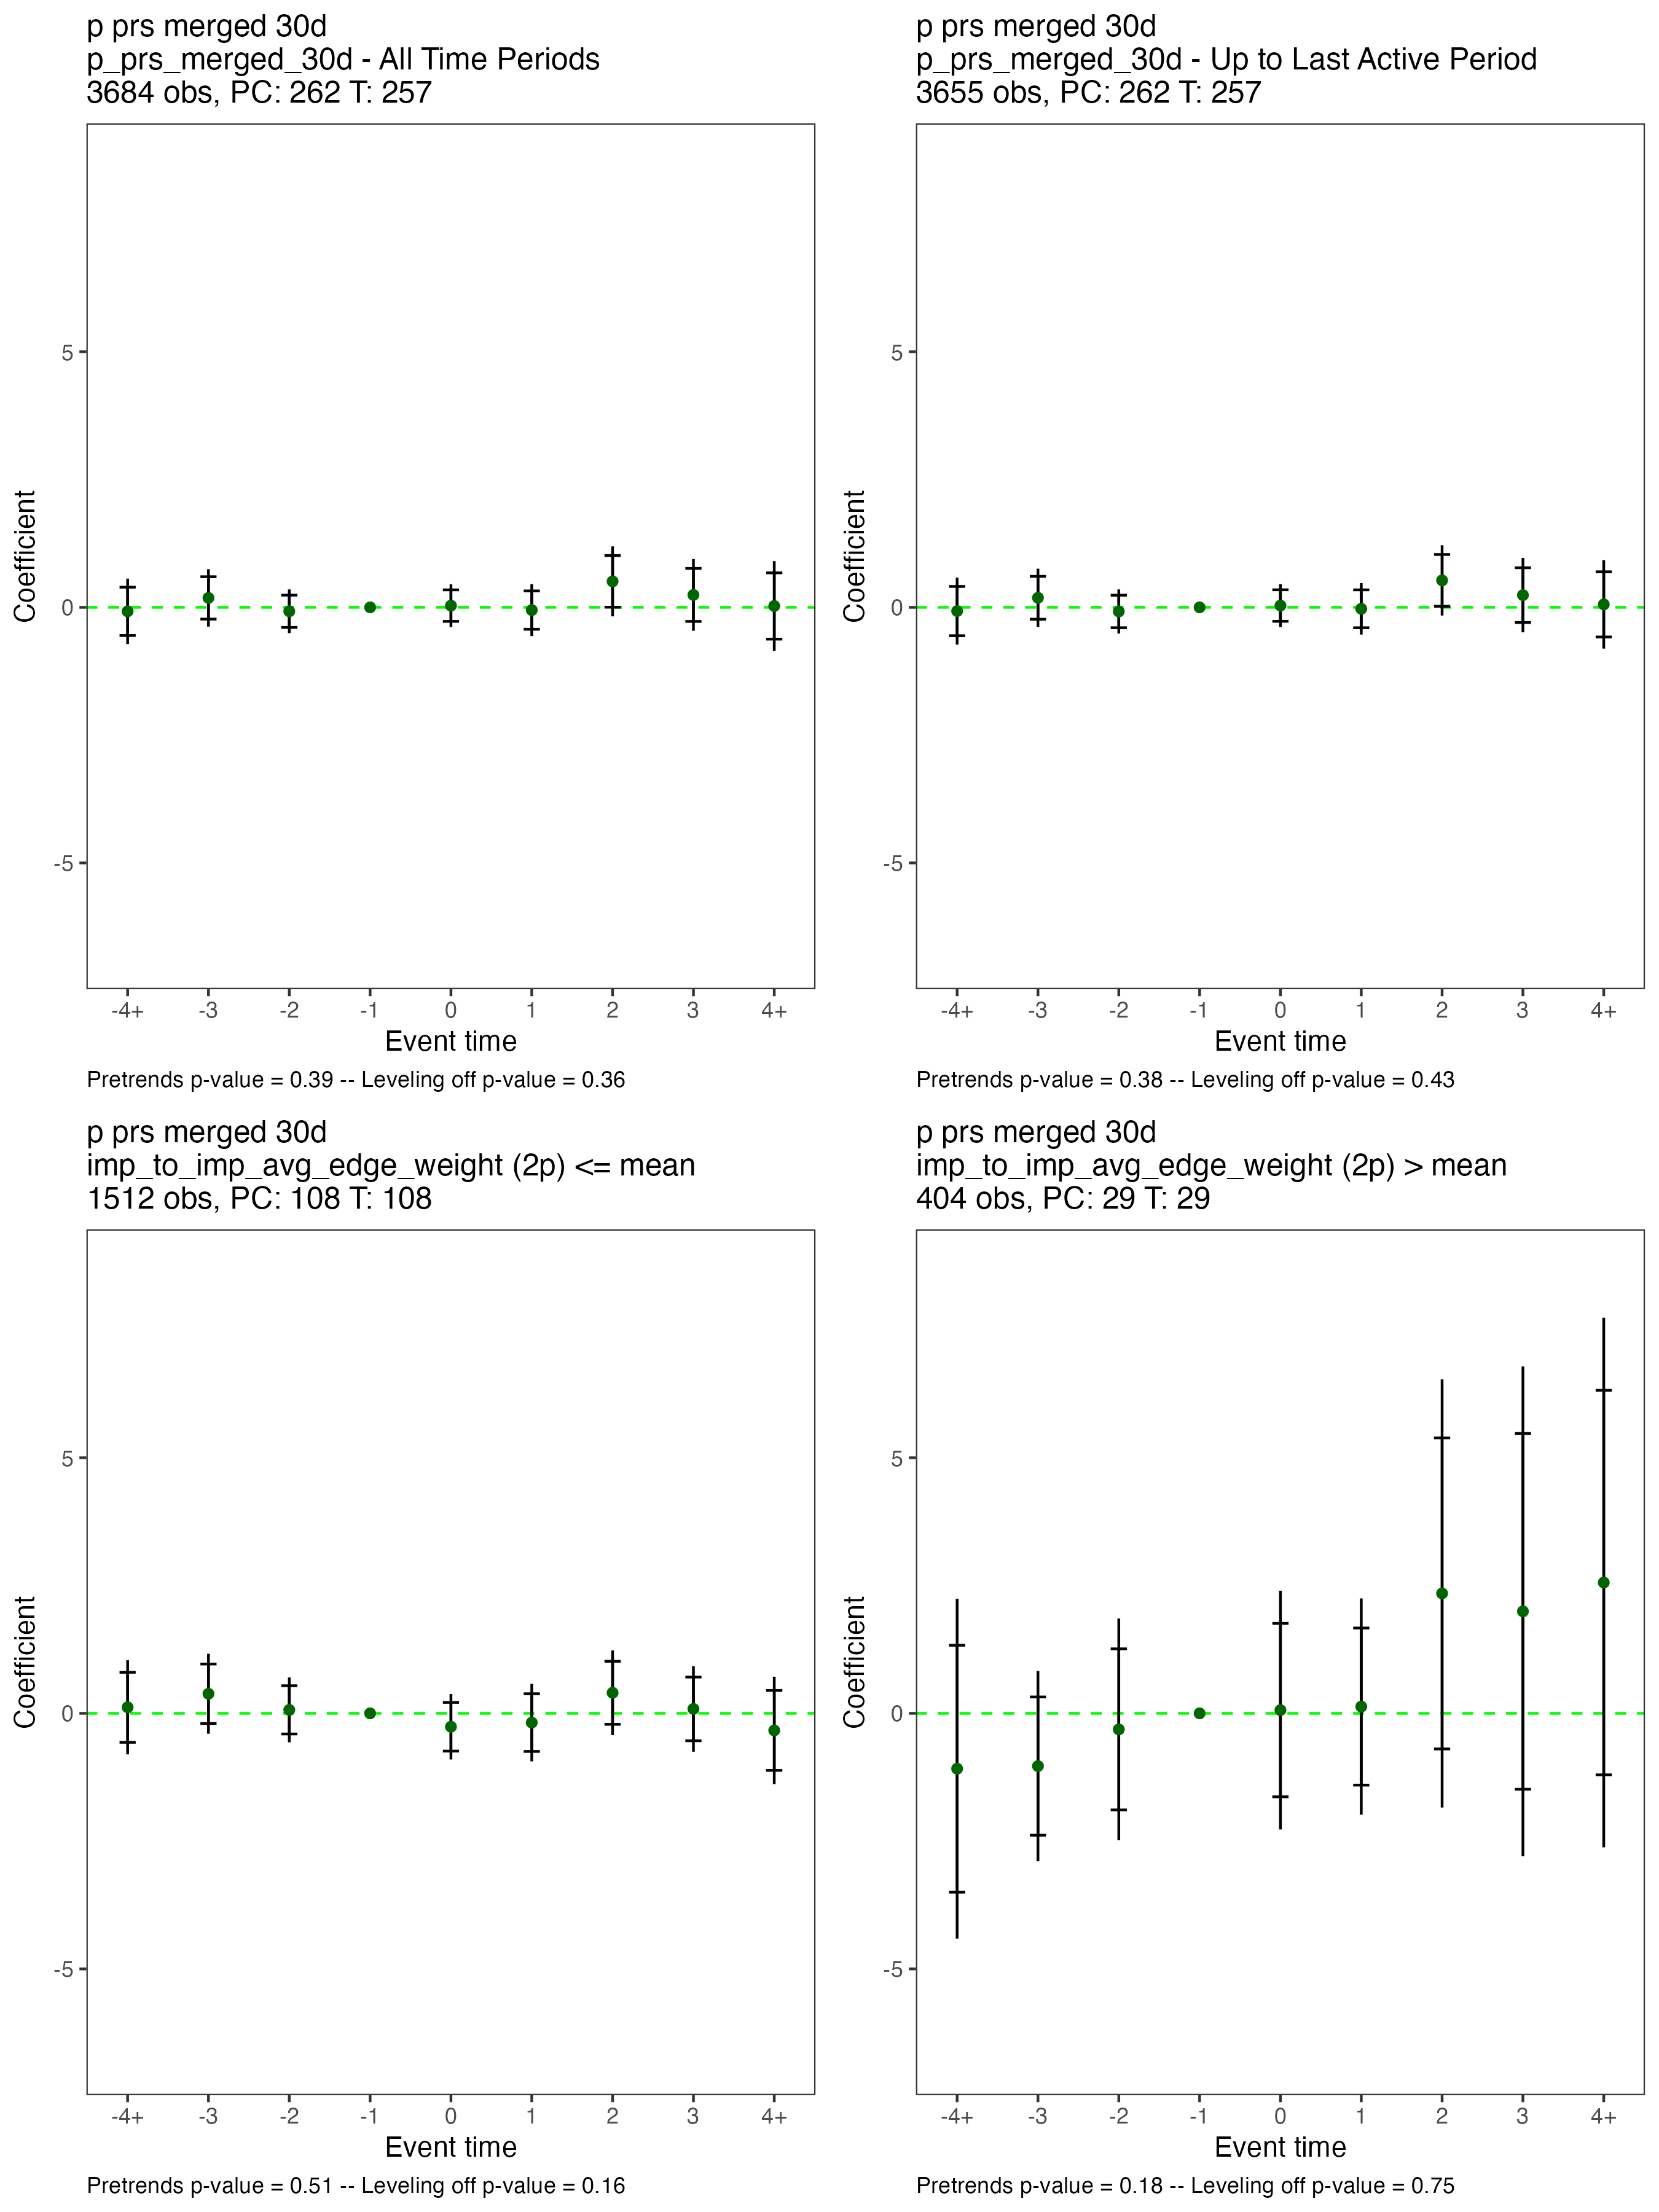 p prs merged 30d
p_prs_merged_30d - All Time Periods
3684 obs, PC: 262 T: 257
Coefficient
5
0
-5
-4+ -3 -2 -1 0 1 2 3 4+
Event time
Pretrends p-value = 0.39 -- Leveling off p-value = 0.36
p prs merged 30d
p_prs_merged_30d - Up to Last Active Period
3655 obs, PC: 262 T: 257
Coefficient
5
0
-5
-4+ -3 -2 -1 0 1 2 3 4+
Event time
Pretrends p-value = 0.38 -- Leveling off p-value = 0.43
p prs merged 30d
imp_to_imp_avg_edge_weight (2p) <= mean
1512 obs, PC: 108 T: 108
Coefficient
5
0
-5
-4+ -3 -2 -1 0 1 2 3 4+
Event time
Pretrends p-value = 0.51 -- Leveling off p-value = 0.16
p prs merged 30d
imp_to_imp_avg_edge_weight (2p) > mean
404 obs, PC: 29 T: 29
Coefficient
5
0
-5
-4+ -3 -2 -1 0 1 2 3 4+
Event time
Pretrends p-value = 0.18 -- Leveling off p-value = 0.75